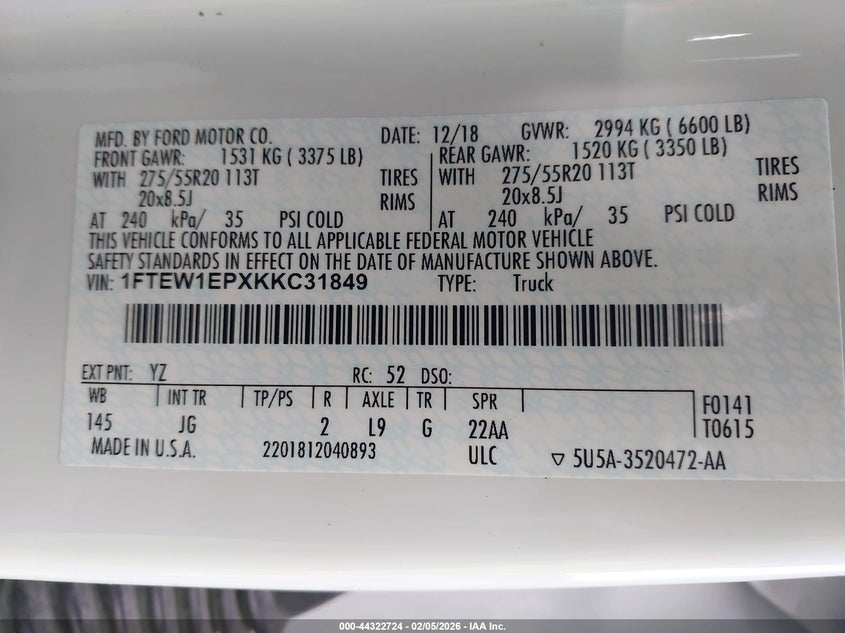 MFD. BY FORD MOTOR CO. DATE: 12/18 GVWR: 2994 KG ( 6600 LB)
FRONT GAWR: 1531 KG ( 3375 LB) REAR GAWR: 1520 KG ( 3350 LB)
WITH 275/55R20 113T TIRES WITH 275/55R20 113T TIRES
20x8.5J RIMS 20x8.5J RIMS
AT 240 kPa/ 35 PSI COLD AT 240 kPa/ 35 PSI COLD
THIS VEHICLE CONFORMS TO ALL APPLICABLE FEDERAL MOTOR VEHICLE
SAFETY STANDARDS IN EFFECT ON THE DATE OF MANUFACTURE SHOWN ABOVE.
VIN: 1FTEW1EPXKKC31849 TYPE: Truck
EXT PNT: YZ RC: 52 DSO:
WB INT TR TP/PS R AXLE TR SPR F0141
145 JG 2 L9 G 22AA T0615
MADE IN U.S.A. 2201812040893 ULC ▽ 5U5A-3520472-AA
000-44322724 - 02/05/2026 - IAA Inc.